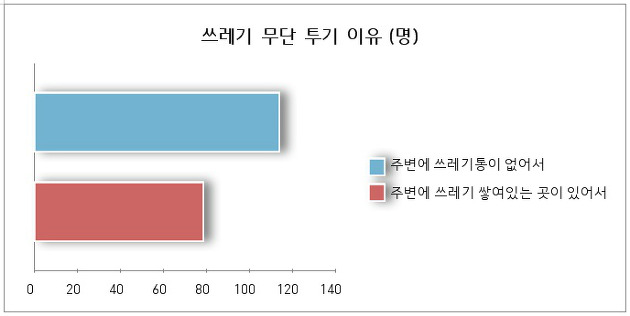 쓰레기 무단 투기 이유 (명)
주변에 쓰레기통이 없어서
주변에 쓰레기 쌓여있는 곳이 있어서
0 20 40 60 80 100 120 140